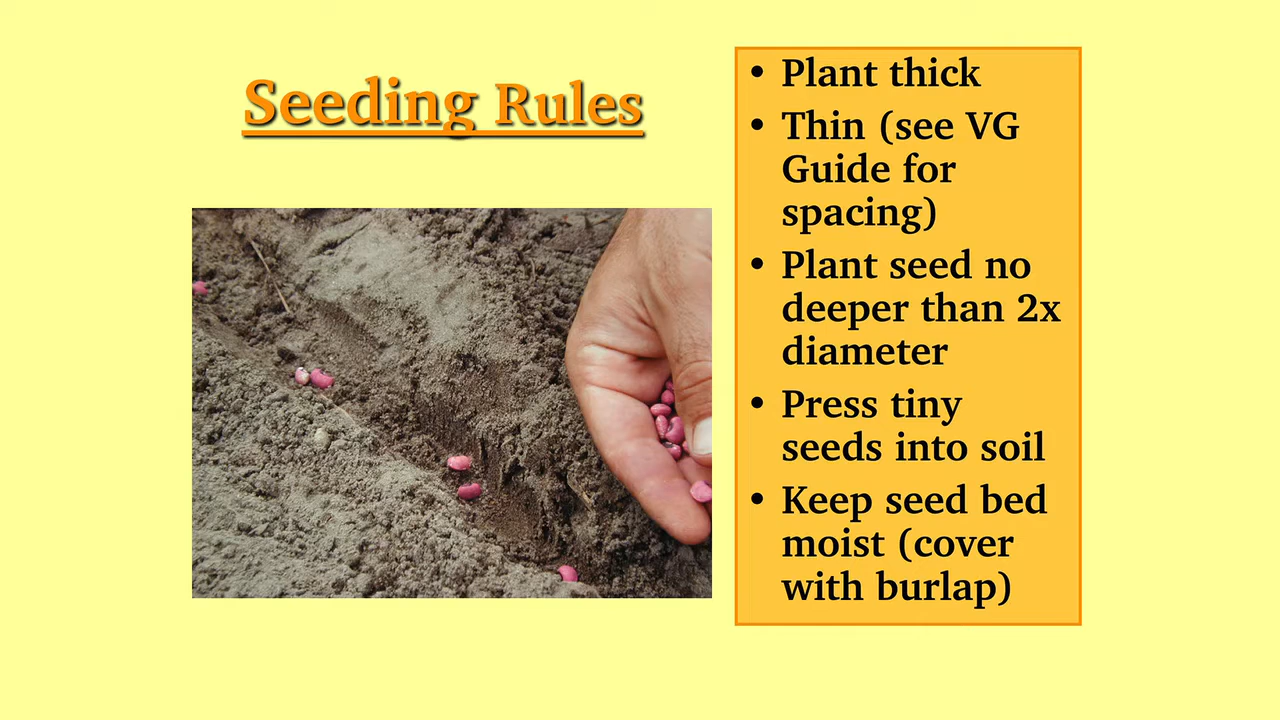 Seeding Rules
• Plant thick
• Thin (see VG
Guide for
spacing)
• Plant seed no
deeper than 2x
diameter
• Press tiny
seeds into soil
• Keep seed bed
moist (cover
with burlap)